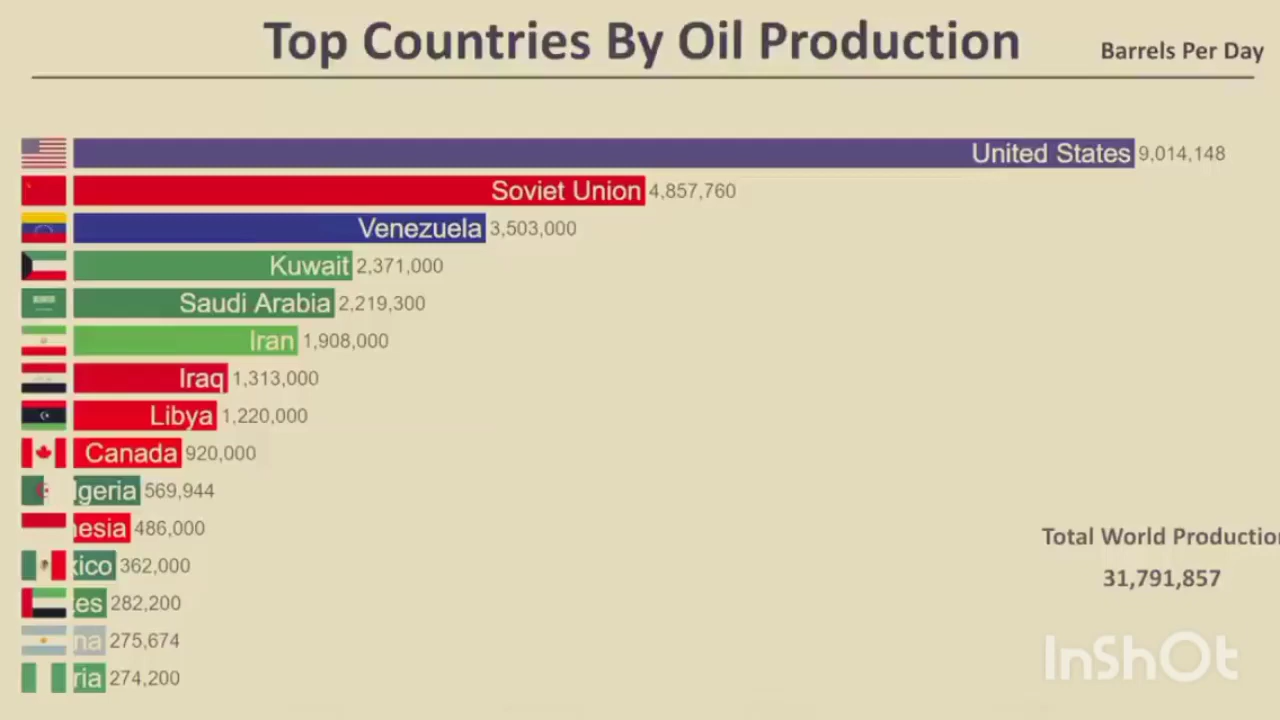 Top Countries By Oil Production
Barrels Per Day
United States 9,014,148
Soviet Union 4,857,760
Venezuela 3,503,000
Kuwait 2,371,000
Saudi Arabia 2,219,300
Iran 1,908,000
Iraq 1,313,000
Libya 1,220,000
Canada 920,000
lgeria 569,944
nesia 486,000
xico 362,000
tes 282,200
na 275,674
ria 274,200
Total World Productio
31,791,857
InShOt